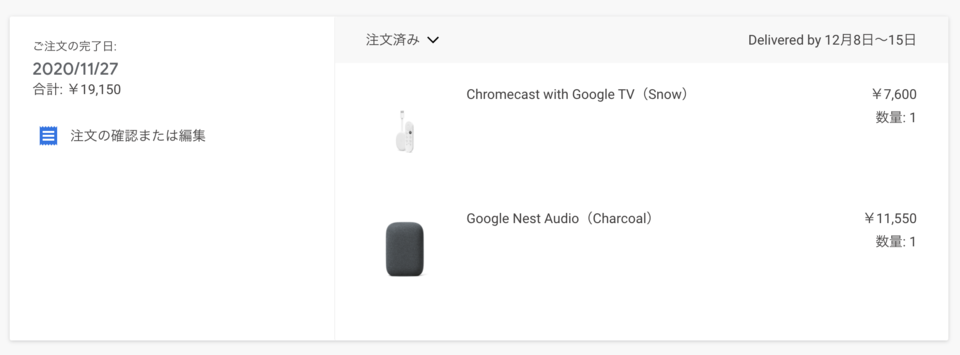 ご注文の完了日:
2020/11/27
合計: ￥19,150
注文の確認または編集
注文済み
Delivered by 12月8日～15日
Chromecast with Google TV（Snow）
￥7,600
数量: 1
Google Nest Audio（Charcoal）
￥11,550
数量: 1